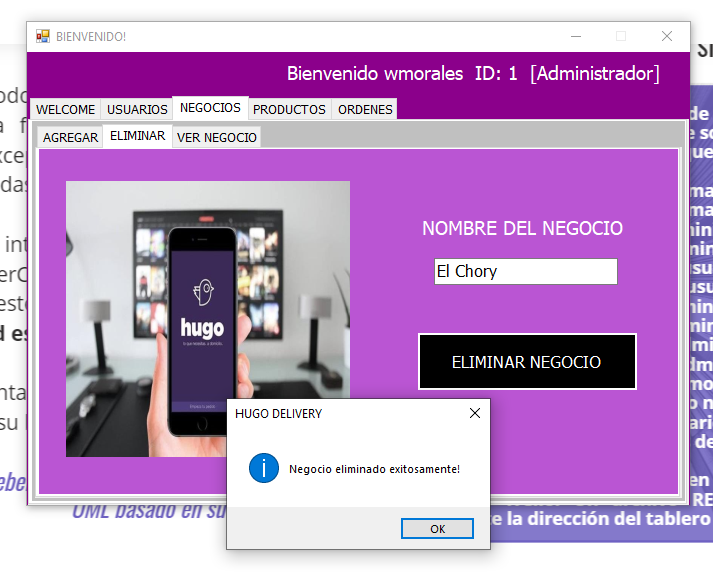 BIENVENIDO!
Bienvenido wmorales ID: 1 [Administrador]
WELCOME USUARIOS NEGOCIOS PRODUCTOS ORDENES
AGREGAR ELIMINAR VER NEGOCIO
NOMBRE DEL NEGOCIO
El Chory
hugo
ELIMINAR NEGOCIO
HUGO DELIVERY
Negocio eliminado exitosamente!
OK
UML basado en su
te la dirección del tablero